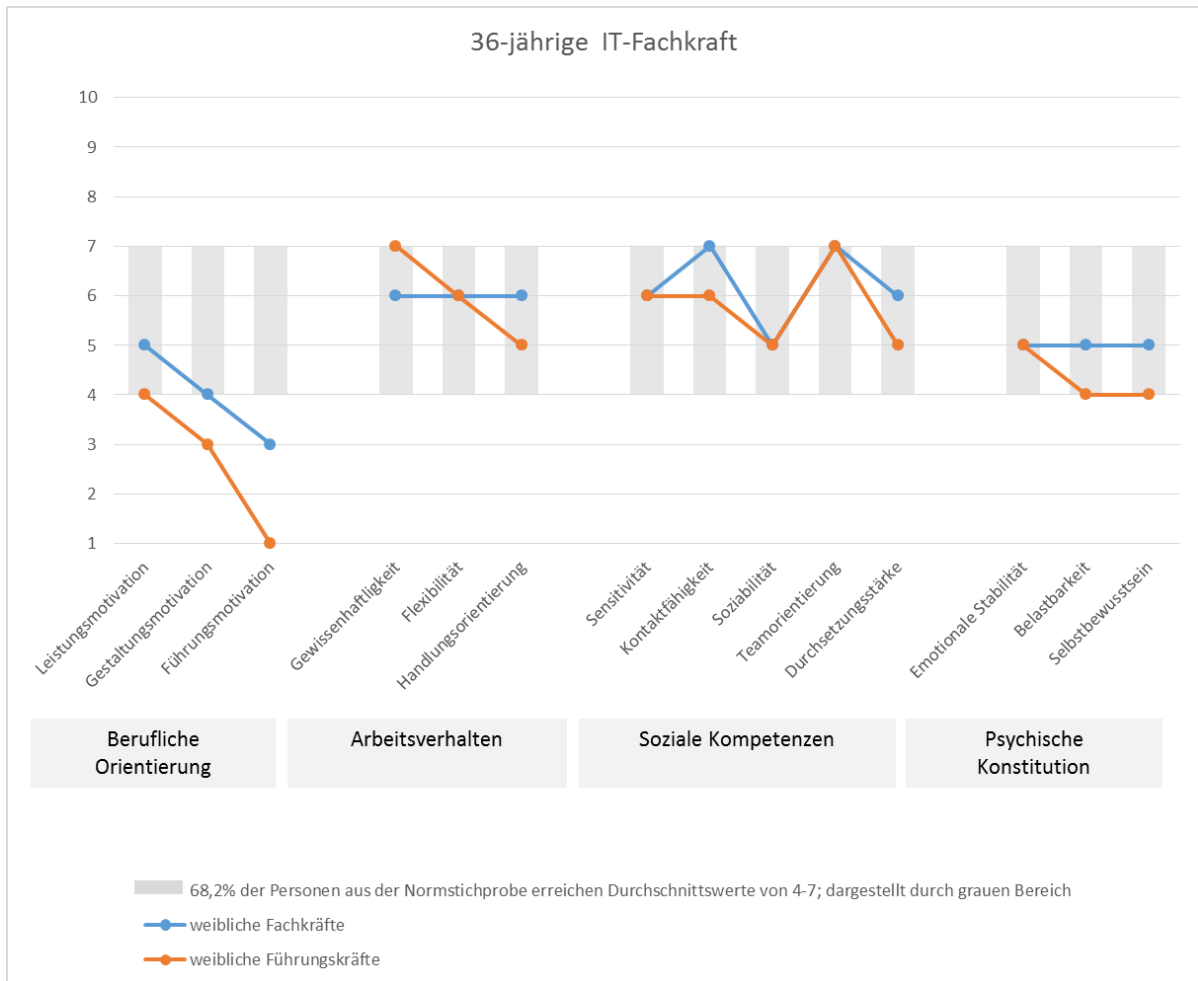 36-jährige IT-Fachkraft
10
9
8
7
6
5
4
3
2
1
Leistungsmotivation
Gestaltungsmotivation
Führungsmotivation
Gewissenhaftigkeit
Flexibilität
Handlungsorientierung
Sensitivität
Kontaktfähigkeit
Soziabilität
Teamorientierung
Durchsetzungsstärke
Emotionale Stabilität
Belastbarkeit
Selbstbewusstsein
Berufliche
Orientierung
Arbeitsverhalten
Soziale Kompetenzen
Psychische
Konstitution
68,2% der Personen aus der Normstichprobe erreichen Durchschnittswerte von 4-7; dargestellt durch grauen Bereich
weibliche Fachkräfte
weibliche Führungskräfte